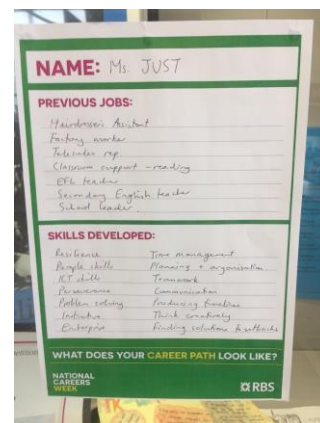 NAME: Ms. JUST
PREVIOUS JOBS:
Hairdressers Assistant
Factory worker
Telesales rep.
Classroom support - reading
EFL teacher
Secondary English teacher
School leader
SKILLS DEVELOPED:
Resilience Time management
People skills Planning + organisation
ICT skills Teamwork
Perseverance Communication
Problem solving Producing timelines
Initiative Think creatively
Enterprise Finding solutions to setbacks
WHAT DOES YOUR CAREER PATH LOOK LIKE?
NATIONAL
CAREERS
WEEK
RBS